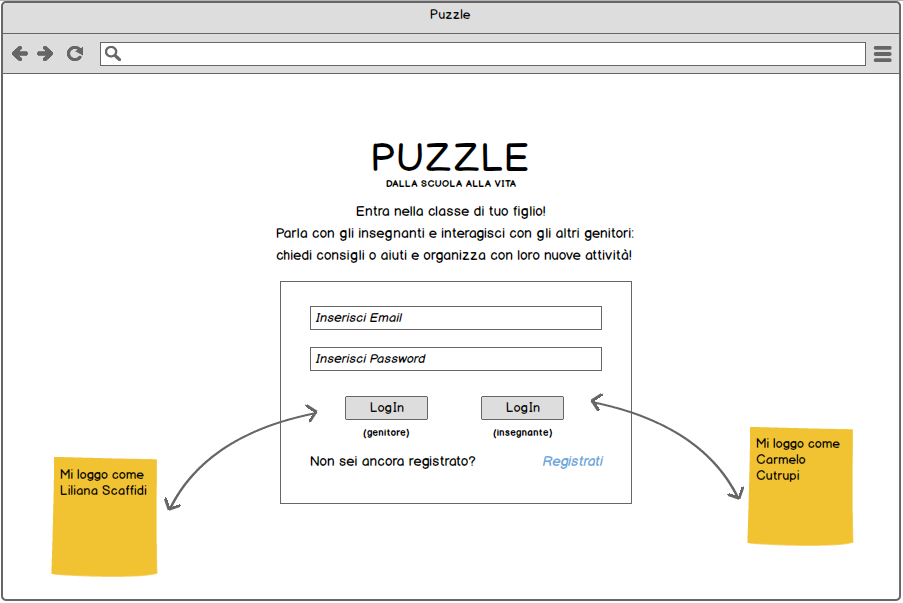 Puzzle
PUZZLE
DALLA SCUOLA ALLA VITA
Entra nella classe di tuo figlio!
Parla con gli insegnanti e interagisci con gli altri genitori:
chiedi consigli o aiuti e organizza con loro nuove attività!
Inserisci Email
Inserisci Password
LogIn
LogIn
(genitore)
(insegnante)
Non sei ancora registrato?
Registrati
Mi loggo come
Liliana Scaffidi
Mi loggo come
Carmelo
Cutrupi